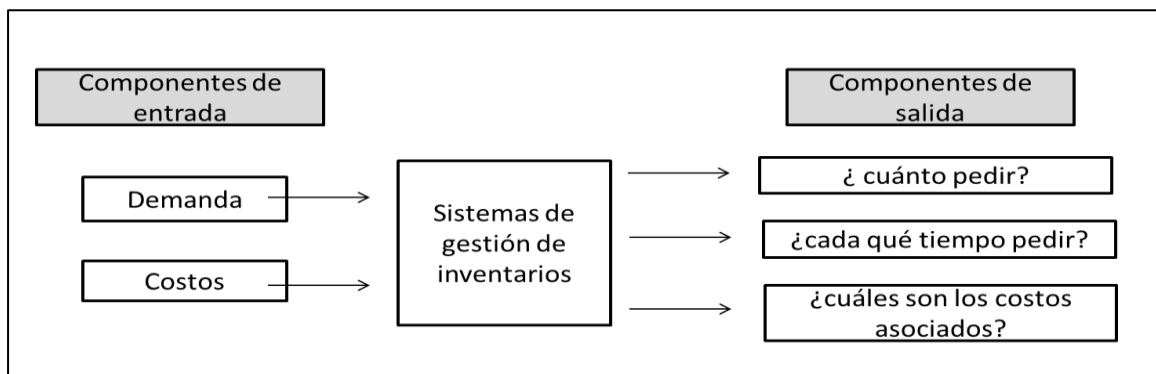 Componentes de
entrada
Componentes de
salida
Demanda
Costos
Sistemas de
gestión de
inventarios
¿ cuánto pedir?
¿cada qué tiempo pedir?
¿cuáles son los costos
asociados?